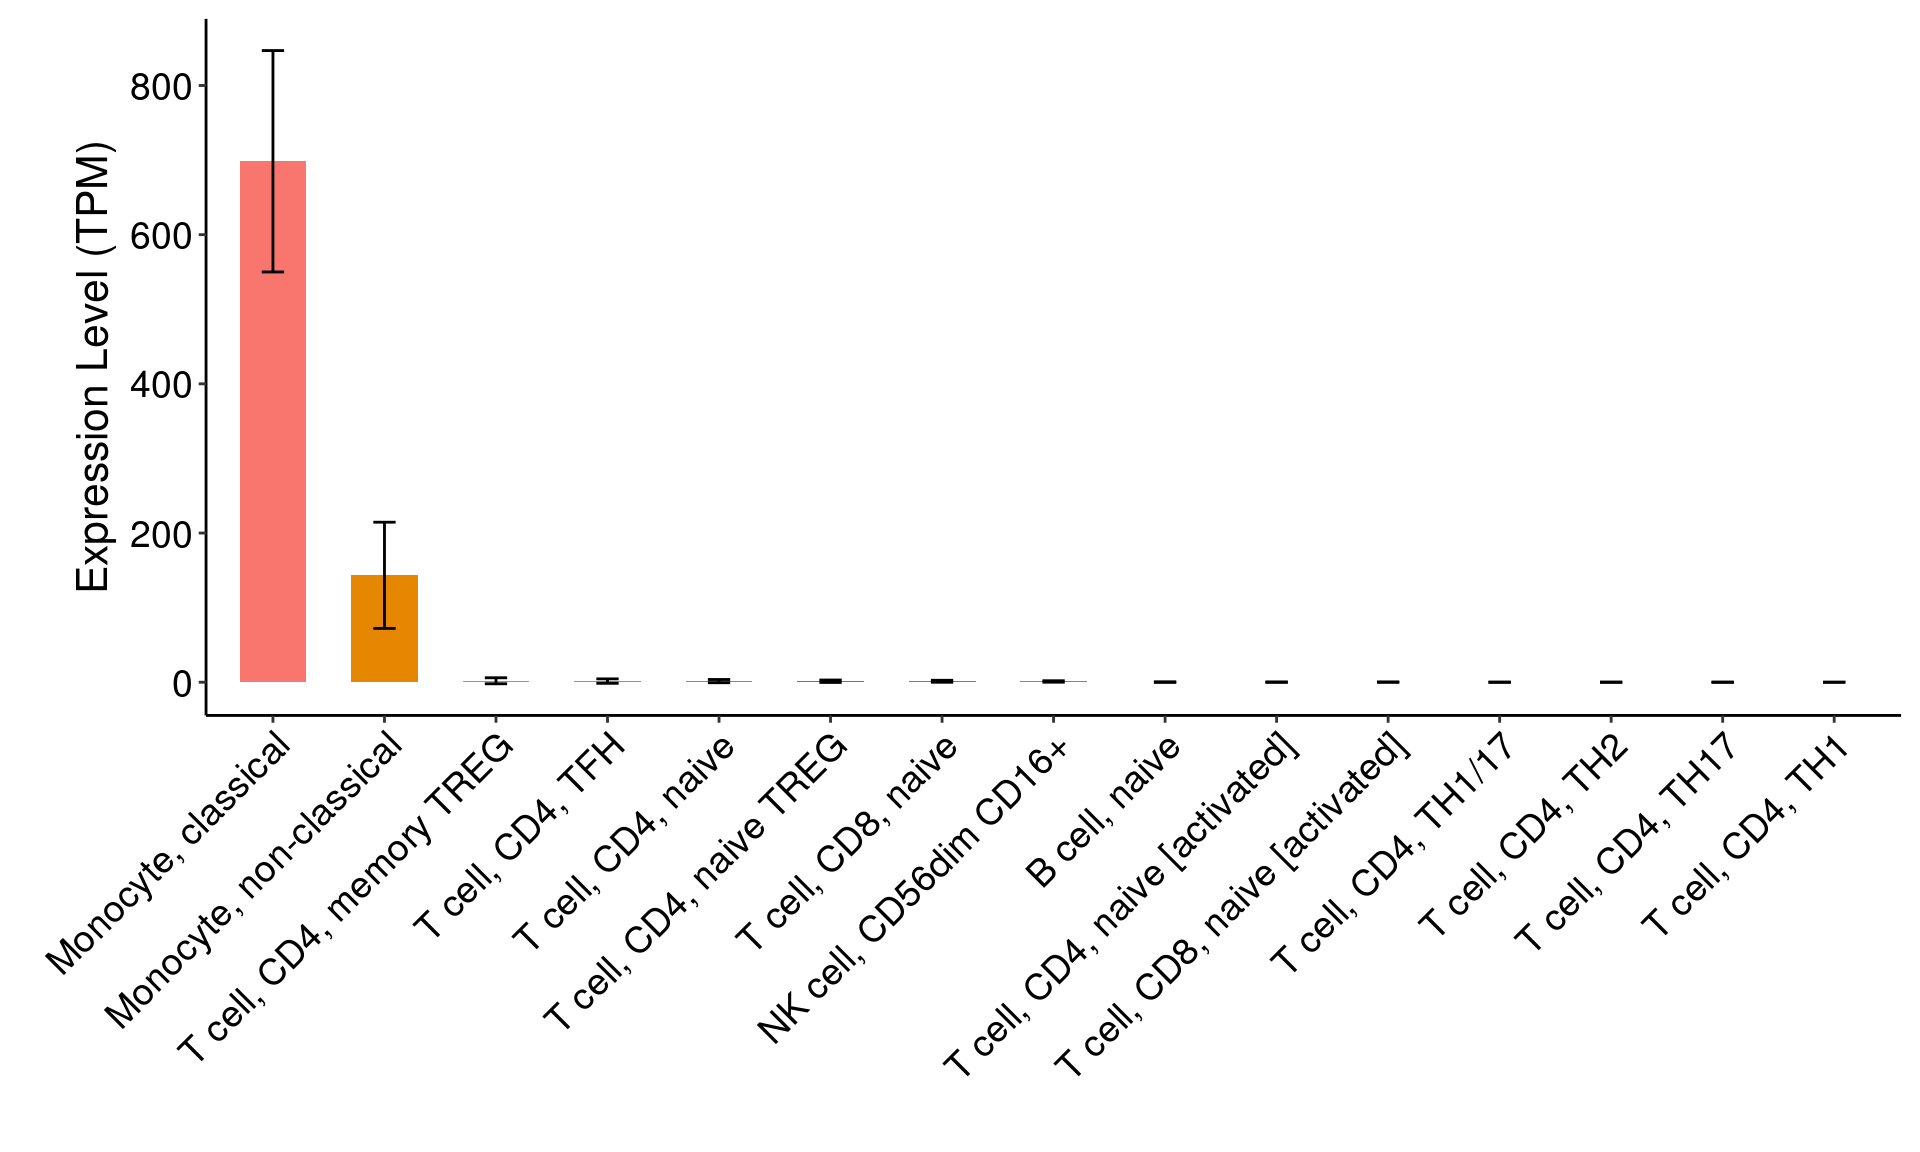 Expression Level (TPM)
800
600
400
200
0
Monocyte, classical
Monocyte, non-classical
T cell, CD4, memory TREG
T cell, CD4, TFH
T cell, CD4, naive
T cell, CD4, naive TREG
T cell, CD8, naive
NK cell, CD56dim CD16+
B cell, naive
T cell, CD4, naive [activated]
T cell, CD8, naive [activated]
T cell, CD4, TH1/17
T cell, CD4, TH2
T cell, CD4, TH17
T cell, CD4, TH1